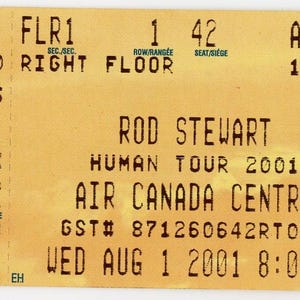 FLR1 1 42 A
SEC./SEC. ROW/RANGÉE SEAT/SIÈGE
RIGHT FLOOR 1
ROD STEWART
HUMAN TOUR 2001
AIR CANADA CENTR
GST# 871260642RTO
WED AUG 1 2001 8:0
EH